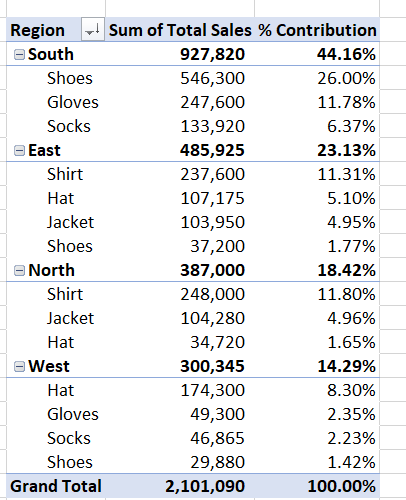 Region Sum of Total Sales % Contribution
South 927,820 44.16%
Shoes 546,300 26.00%
Gloves 247,600 11.78%
Socks 133,920 6.37%
East 485,925 23.13%
Shirt 237,600 11.31%
Hat 107,175 5.10%
Jacket 103,950 4.95%
Shoes 37,200 1.77%
North 387,000 18.42%
Shirt 248,000 11.80%
Jacket 104,280 4.96%
Hat 34,720 1.65%
West 300,345 14.29%
Hat 174,300 8.30%
Gloves 49,300 2.35%
Socks 46,865 2.23%
Shoes 29,880 1.42%
Grand Total 2,101,090 100.00%